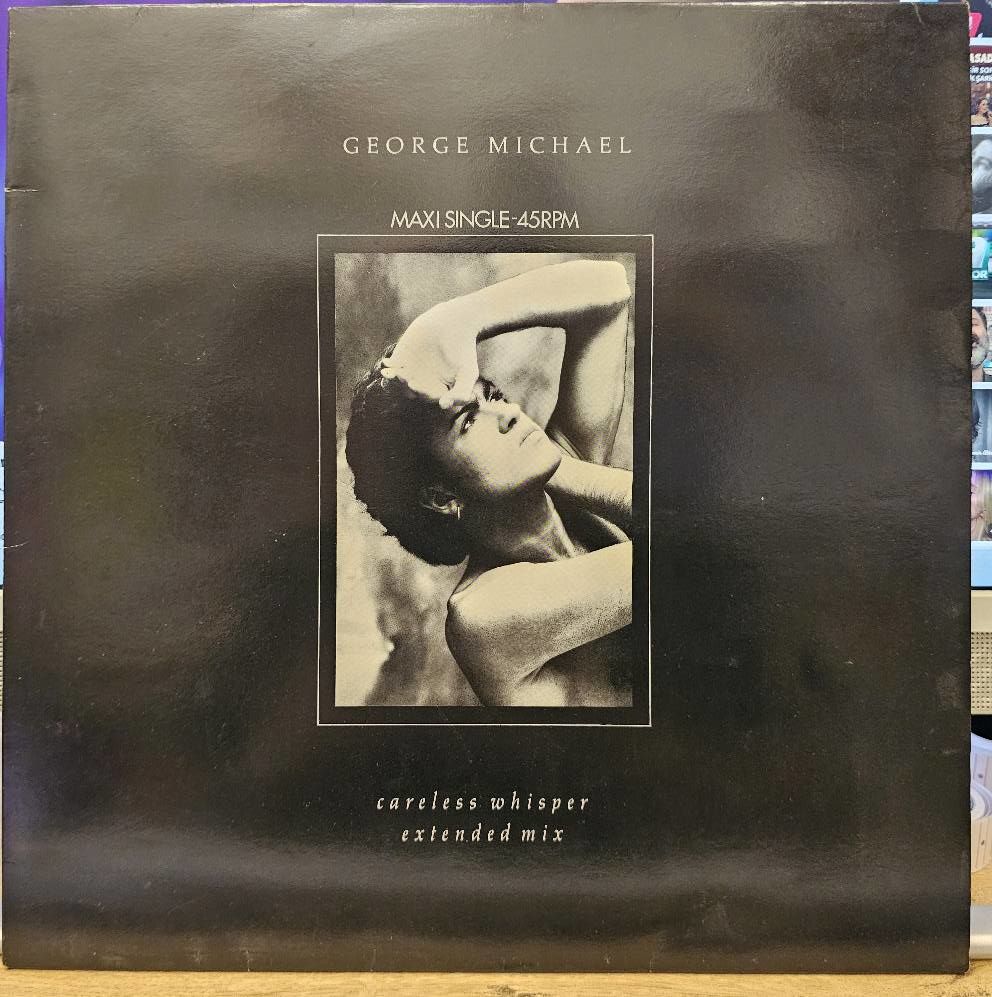 GEORGE MICHAEL
MAXI SINGLE-45RPM
careless whisper
extended mix